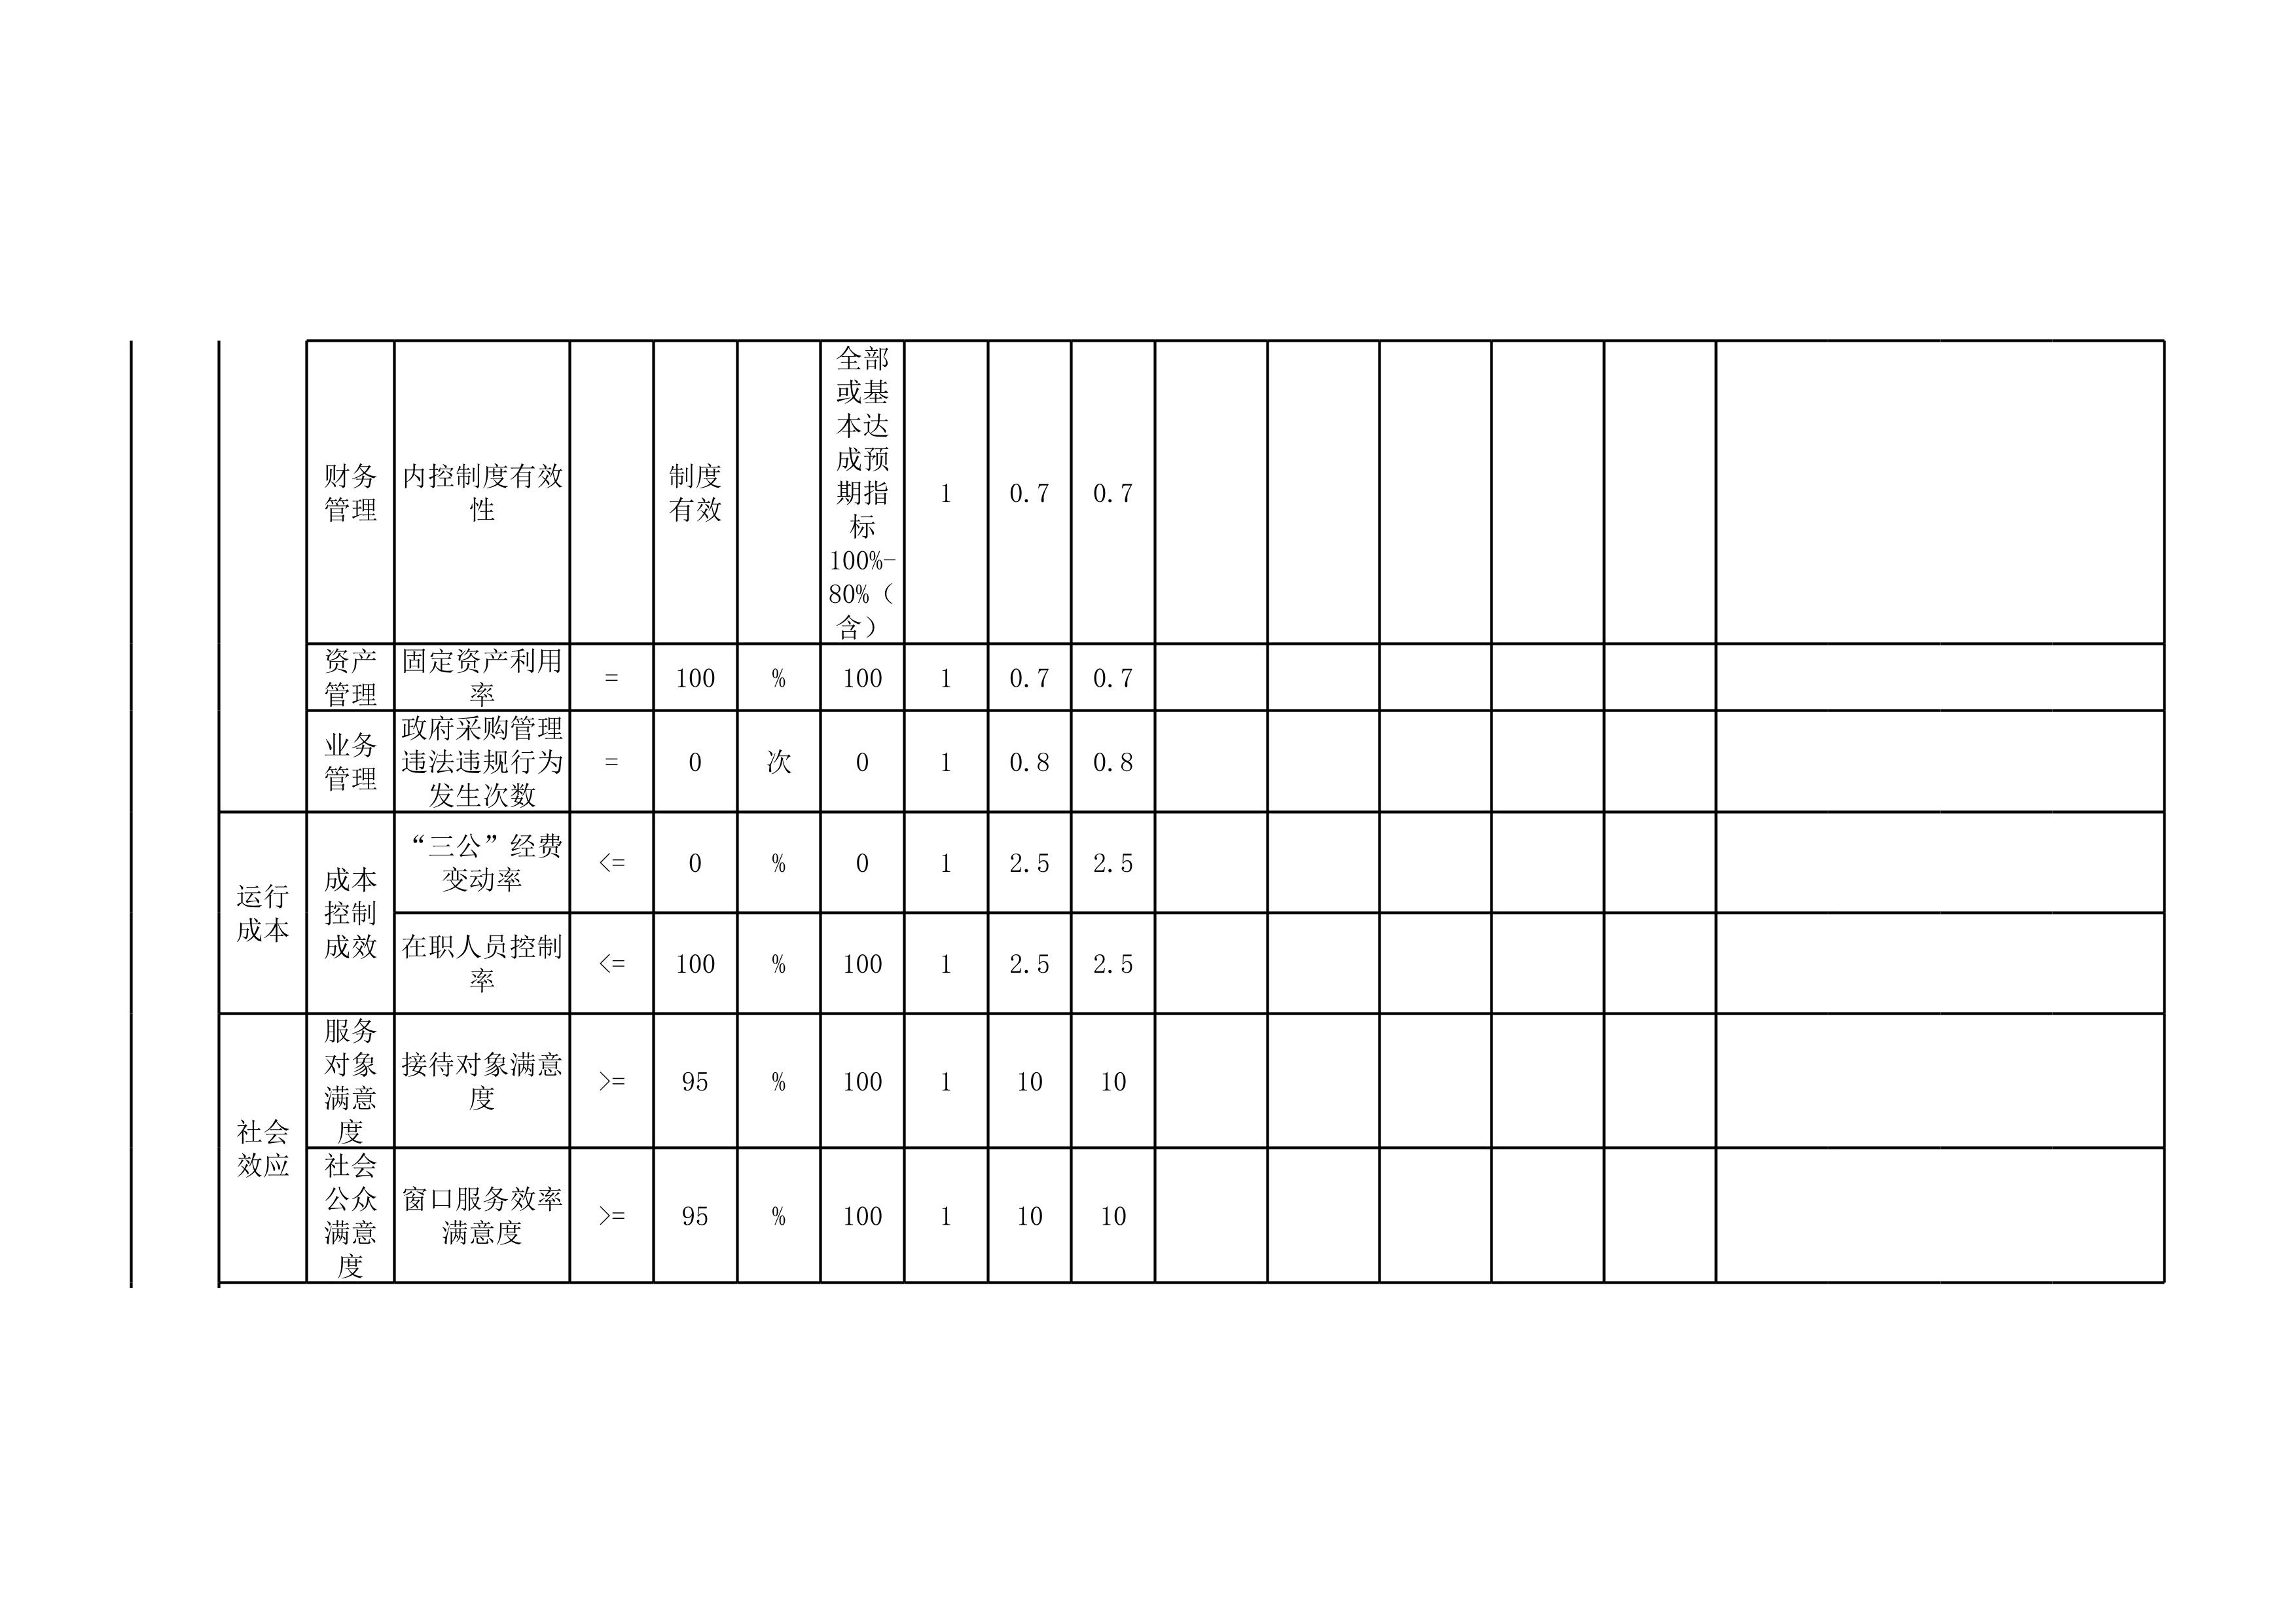 财务
管理
内控制度有效
性
制度
有效
全部
或基
本达
成预
期指
标
100%-
80%（
含）
1
0.7
0.7
资产
管理
固定资产利用
率
=
100
%
100
1
0.7
0.7
业务
管理
政府采购管理
违法违规行为
发生次数
=
0
次
0
1
0.8
0.8
运行
成本
成本
控制
成效
“三公”经费
变动率
<=
0
%
0
1
2.5
2.5
在职人员控制
率
<=
100
%
100
1
2.5
2.5
社会
效应
服务
对象
满意
度
接待对象满意
度
>=
95
%
100
1
10
10
社会
公众
满意
度
窗口服务效率
满意度
>=
95
%
100
1
10
10